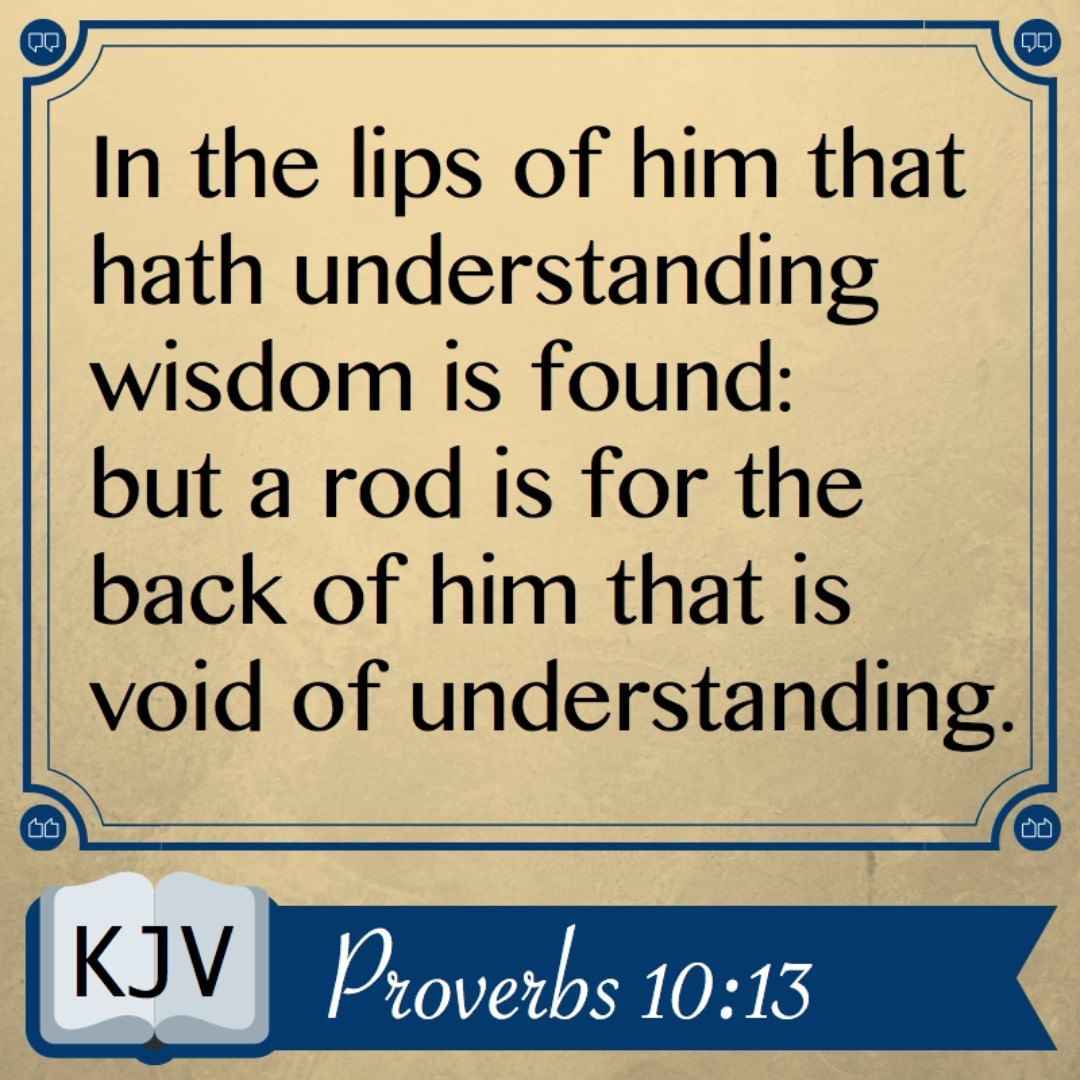 In the lips of him that
hath understanding
wisdom is found:
but a rod is for the
back of him that is
void of understanding.
KJV
Proverbs 10:13